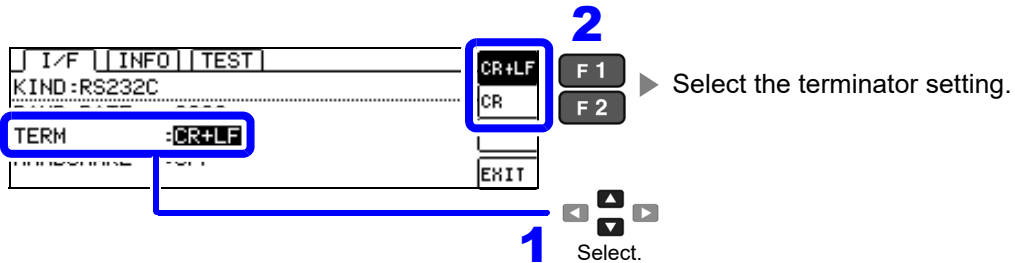 2
I/F INFO TEST
KIND:RS232C
TERM :CR+LF
CR+LF
CR
EXIT
F 1
F 2
Select the terminator setting.
1
Select.